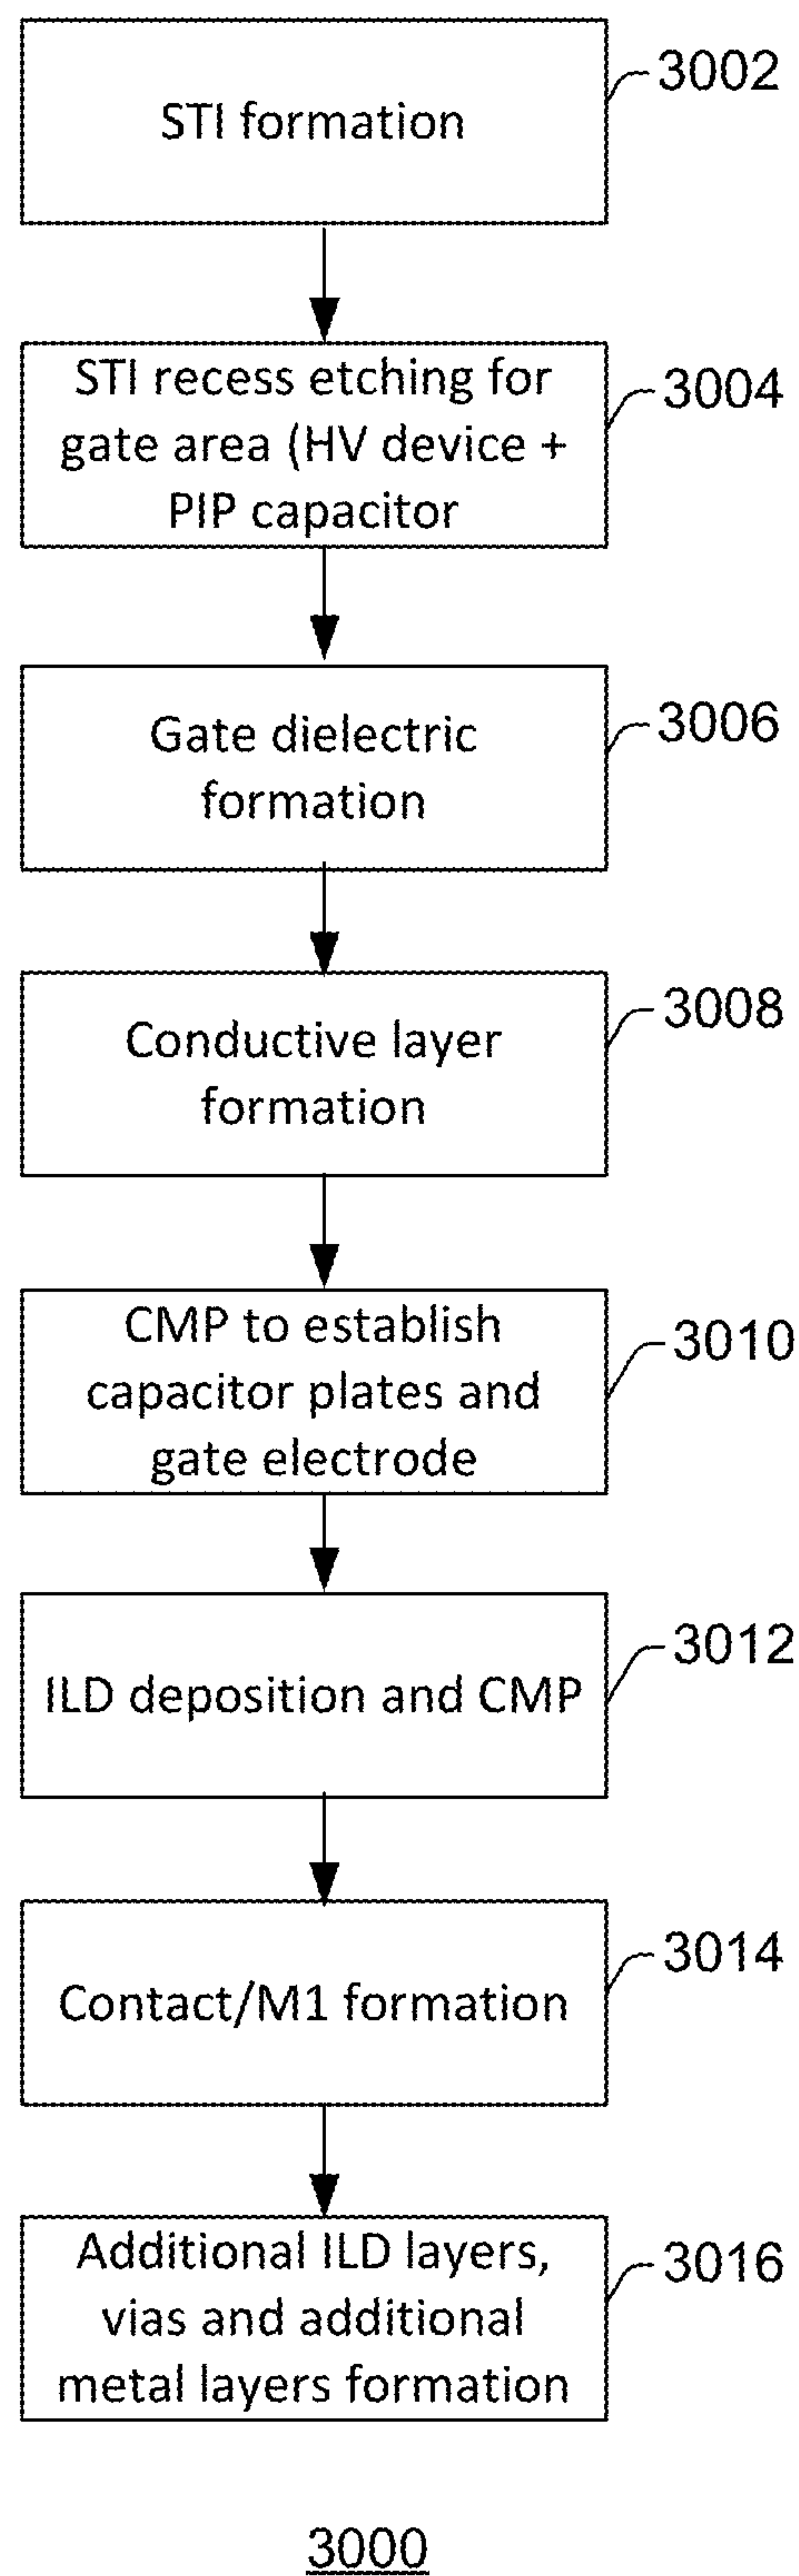 STI formation
3002
STI recess etching for
gate area (HV device +
PIP capacitor
3004
Gate dielectric
formation
3006
Conductive layer
formation
3008
CMP to establish
capacitor plates and
gate electrode
3010
ILD deposition and CMP
3012
Contact/M1 formation
3014
Additional ILD layers,
vias and additional
metal layers formation
3016
3000